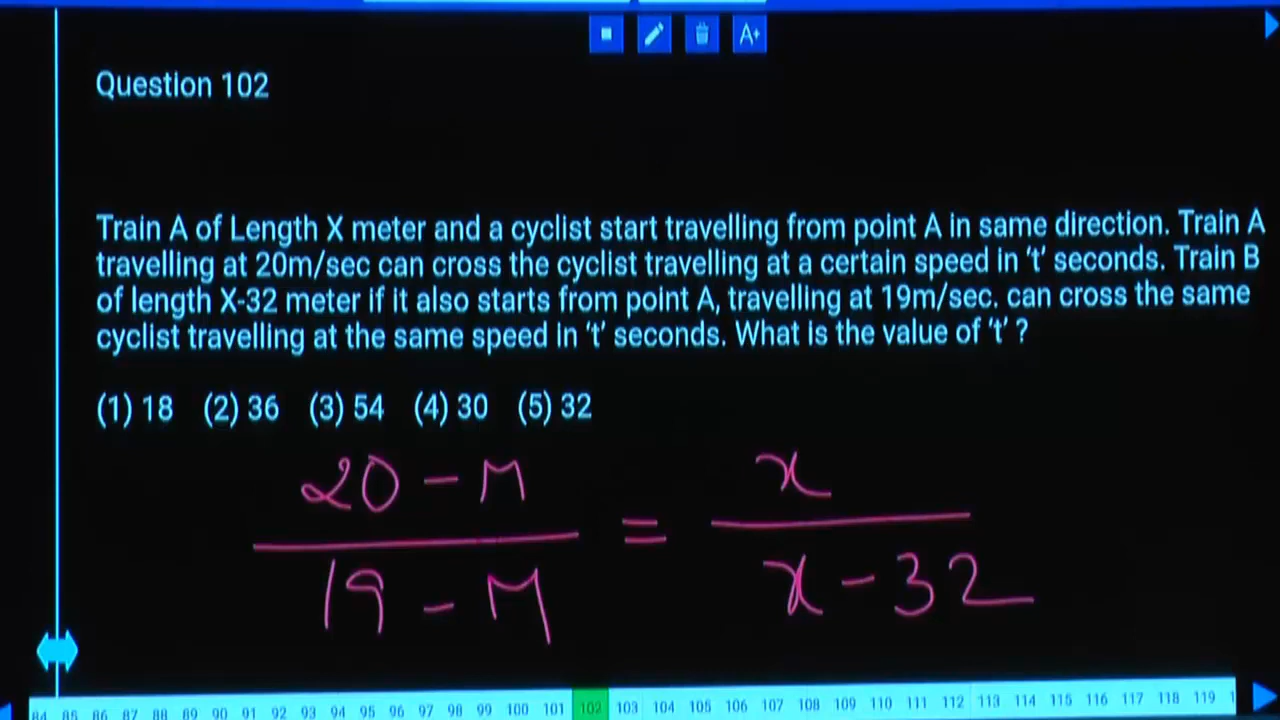 A+
Question 102
Train A of Length X meter and a cyclist start travelling from point A in same direction. Train A
travelling at 20m/sec can cross the cyclist travelling at a certain speed in ‘t’ seconds. Train B
of length X-32 meter if it also starts from point A, travelling at 19m/sec. can cross the same
cyclist travelling at the same speed in ‘t’ seconds. What is the value of ‘t’ ?
(1) 18 (2) 36 (3) 54 (4) 30 (5) 32
20 - M
19 - M
=
x
x - 32
84 85 86 87 88 89 90 91 92 93 94 95 96 97 98 99 100 101 102 103 104 105 106 107 108 109 110 111 112 113 114 115 116 117 118 119 1